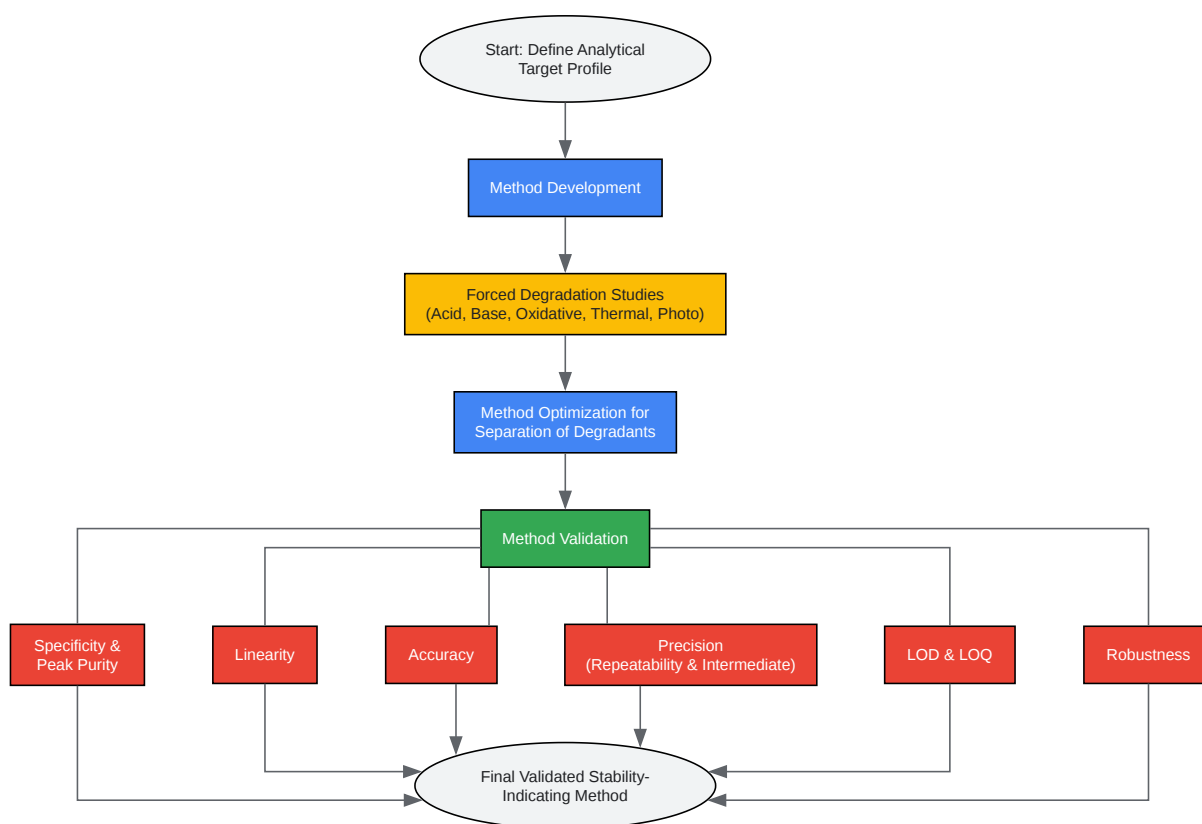 Start: Define Analytical
Target Profile
Method Development
Forced Degradation Studies
(Acid, Base, Oxidative, Thermal, Photo)
Method Optimization for
Separation of Degradants
Method Validation
Specificity &
Peak Purity
Linearity
Accuracy
Precision
(Repeatability & Intermediate)
LOD & LOQ
Robustness
Final Validated Stability-
Indicating Method